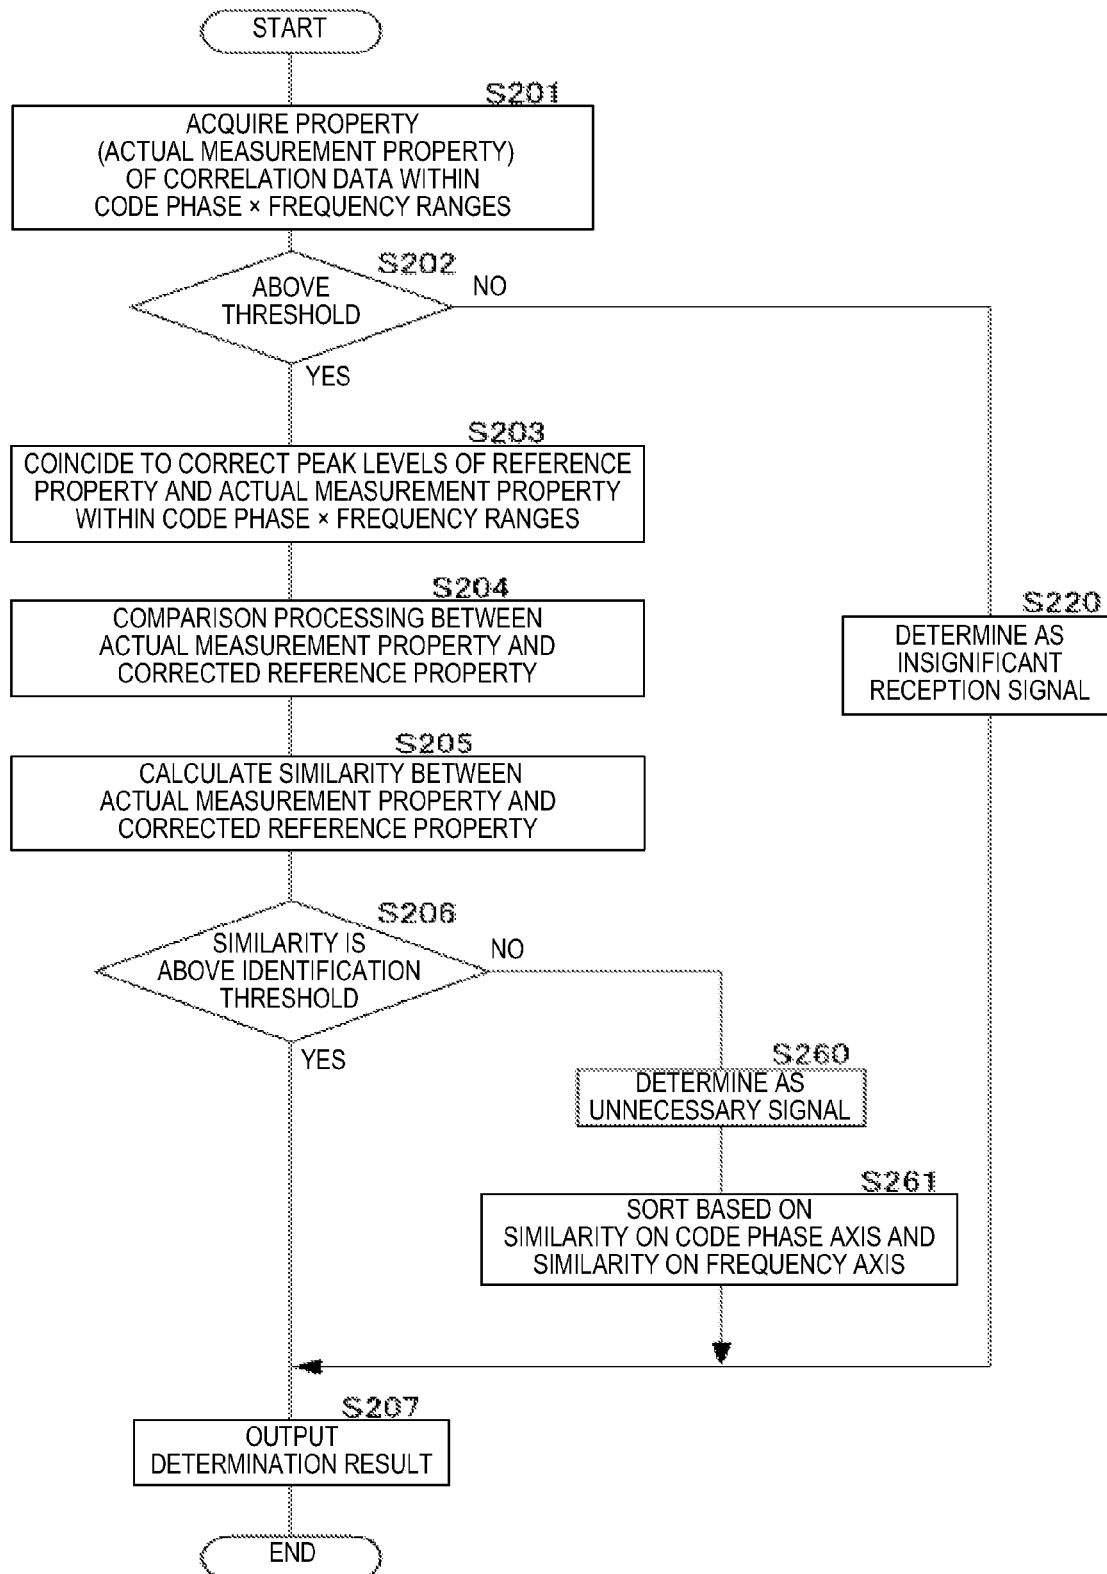 START
S201
ACQUIRE PROPERTY
(ACTUAL MEASUREMENT PROPERTY)
OF CORRELATION DATA WITHIN
CODE PHASE × FREQUENCY RANGES
S202
ABOVE
THRESHOLD
NO
YES
S203
COINCIDE TO CORRECT PEAK LEVELS OF REFERENCE
PROPERTY AND ACTUAL MEASUREMENT PROPERTY
WITHIN CODE PHASE × FREQUENCY RANGES
S204
COMPARISON PROCESSING BETWEEN
ACTUAL MEASUREMENT PROPERTY AND
CORRECTED REFERENCE PROPERTY
S220
DETERMINE AS
INSIGNIFICANT
RECEPTION SIGNAL
S205
CALCULATE SIMILARITY BETWEEN
ACTUAL MEASUREMENT PROPERTY AND
CORRECTED REFERENCE PROPERTY
S206
SIMILARITY IS
ABOVE IDENTIFICATION
THRESHOLD
NO
YES
S260
DETERMINE AS
UNNECESSARY SIGNAL
S261
SORT BASED ON
SIMILARITY ON CODE PHASE AXIS AND
SIMILARITY ON FREQUENCY AXIS
S207
OUTPUT
DETERMINATION RESULT
END